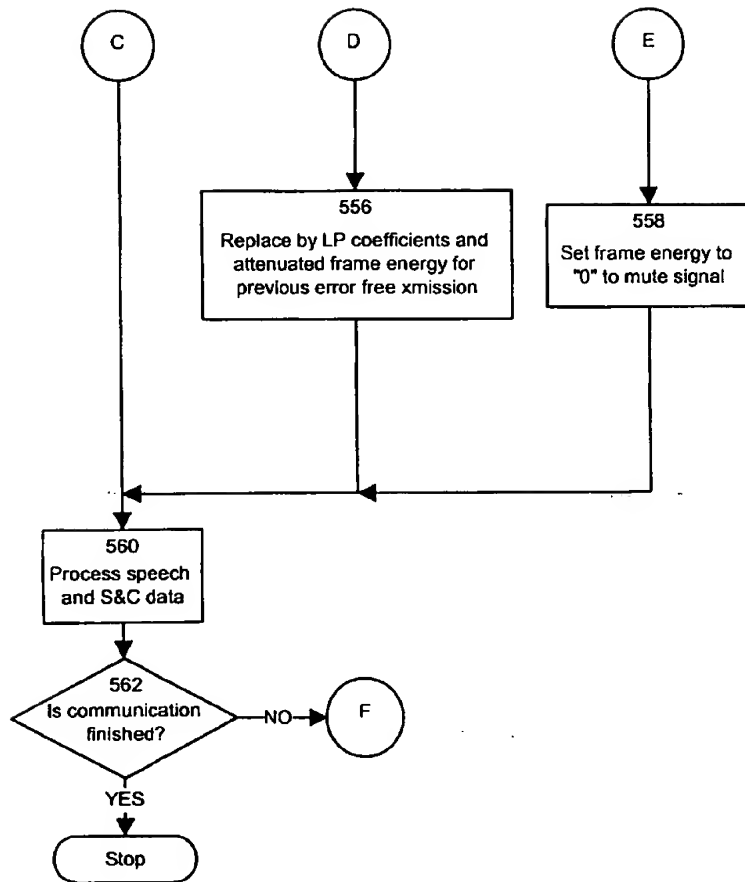 C
D
E
556
Replace by LP coefficients and
attenuated frame energy for
previous error free xmission
558
Set frame energy to
"0" to mute signal
560
Process speech
and S&C data
562
Is communication
finished?
NO
F
YES
Stop